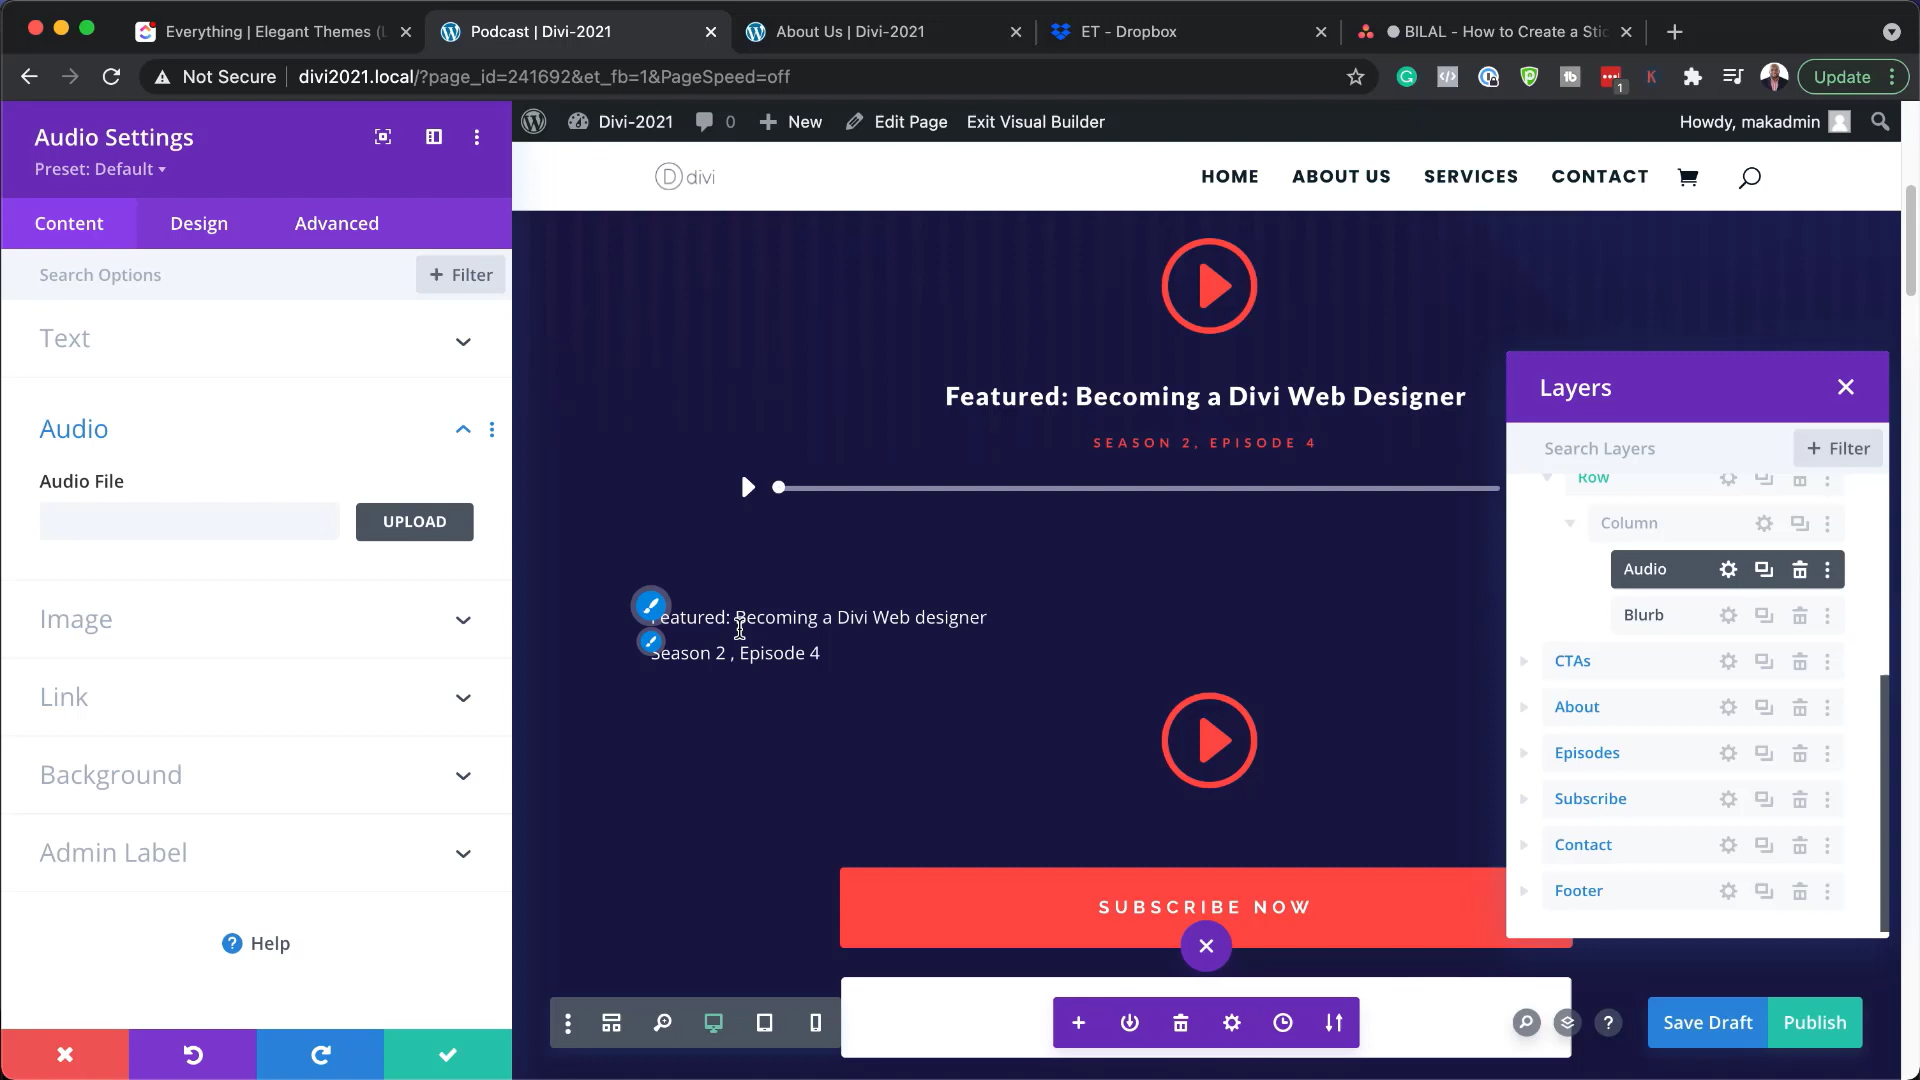 Everything | Elegant Themes (
Podcast | Divi-2021
About Us | Divi-2021
ET - Dropbox
BILAL - How to Create a Stic
Not Secure
divi2021.local/?page_id=241692&et_fb=1&PageSpeed=off
tb
1
K
Update
Audio Settings
Preset: Default
Content
Design
Advanced
Search Options
+ Filter
Text
Audio
Audio File
UPLOAD
Image
Link
Background
Admin Label
? Help
Divi-2021
0
+ New
Edit Page
Exit Visual Builder
Howdy, makadmin
D divi
HOME
ABOUT US
SERVICES
CONTACT
Featured: Becoming a Divi Web Designer
SEASON 2, EPISODE 4
Featured: Becoming a Divi Web designer
Season 2 , Episode 4
SUBSCRIBE NOW
Layers
Search Layers
+ Filter
Row
Column
Audio
Blurb
CTAs
About
Episodes
Subscribe
Contact
Footer
?
Save Draft
Publish